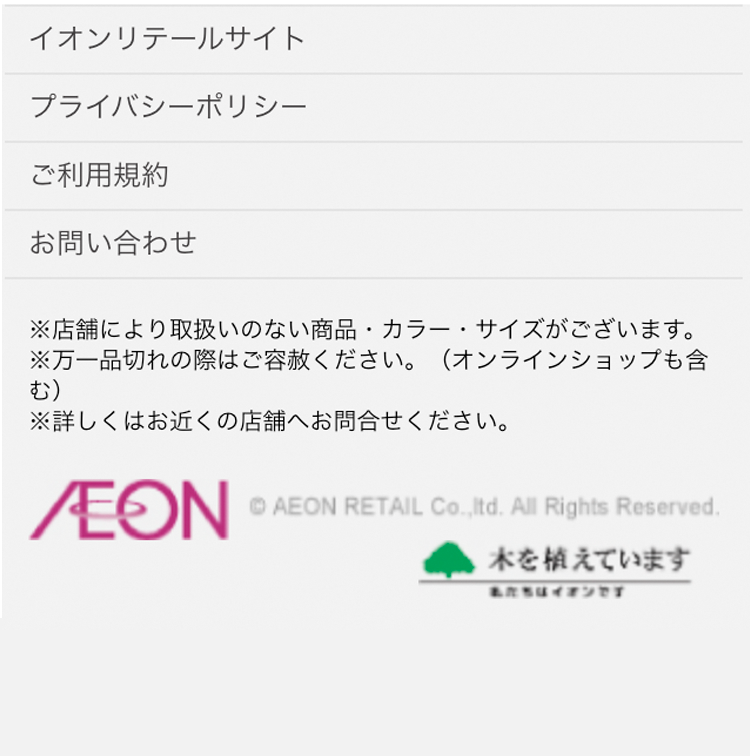 イオンリテールサイト
プライバシーポリシー
ご利用規約
お問い合わせ
※店舗により取扱いのない商品・カラー・サイズがございます。
※万一品切れの際はご容赦ください。（オンラインショップも含
む）
※詳しくはお近くの店舗へお問合せください。
ÆON © AEON RETAIL Co.,ltd. All Rights Reserved.
木を植えています
私たちはイオンです